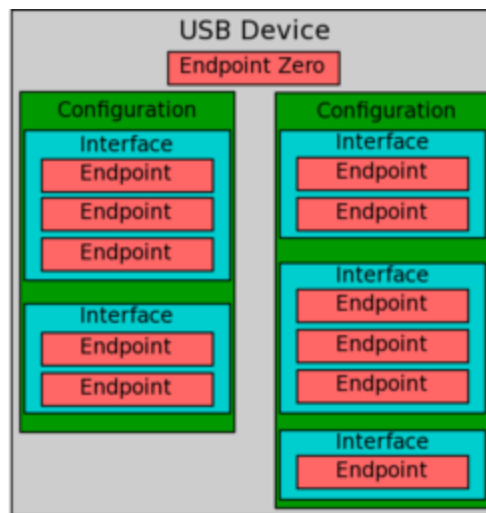 USB Device
Endpoint Zero
Configuration
Interface
Endpoint
Endpoint
Endpoint
Interface
Endpoint
Endpoint
Configuration
Interface
Endpoint
Endpoint
Interface
Endpoint
Endpoint
Endpoint
Interface
Endpoint